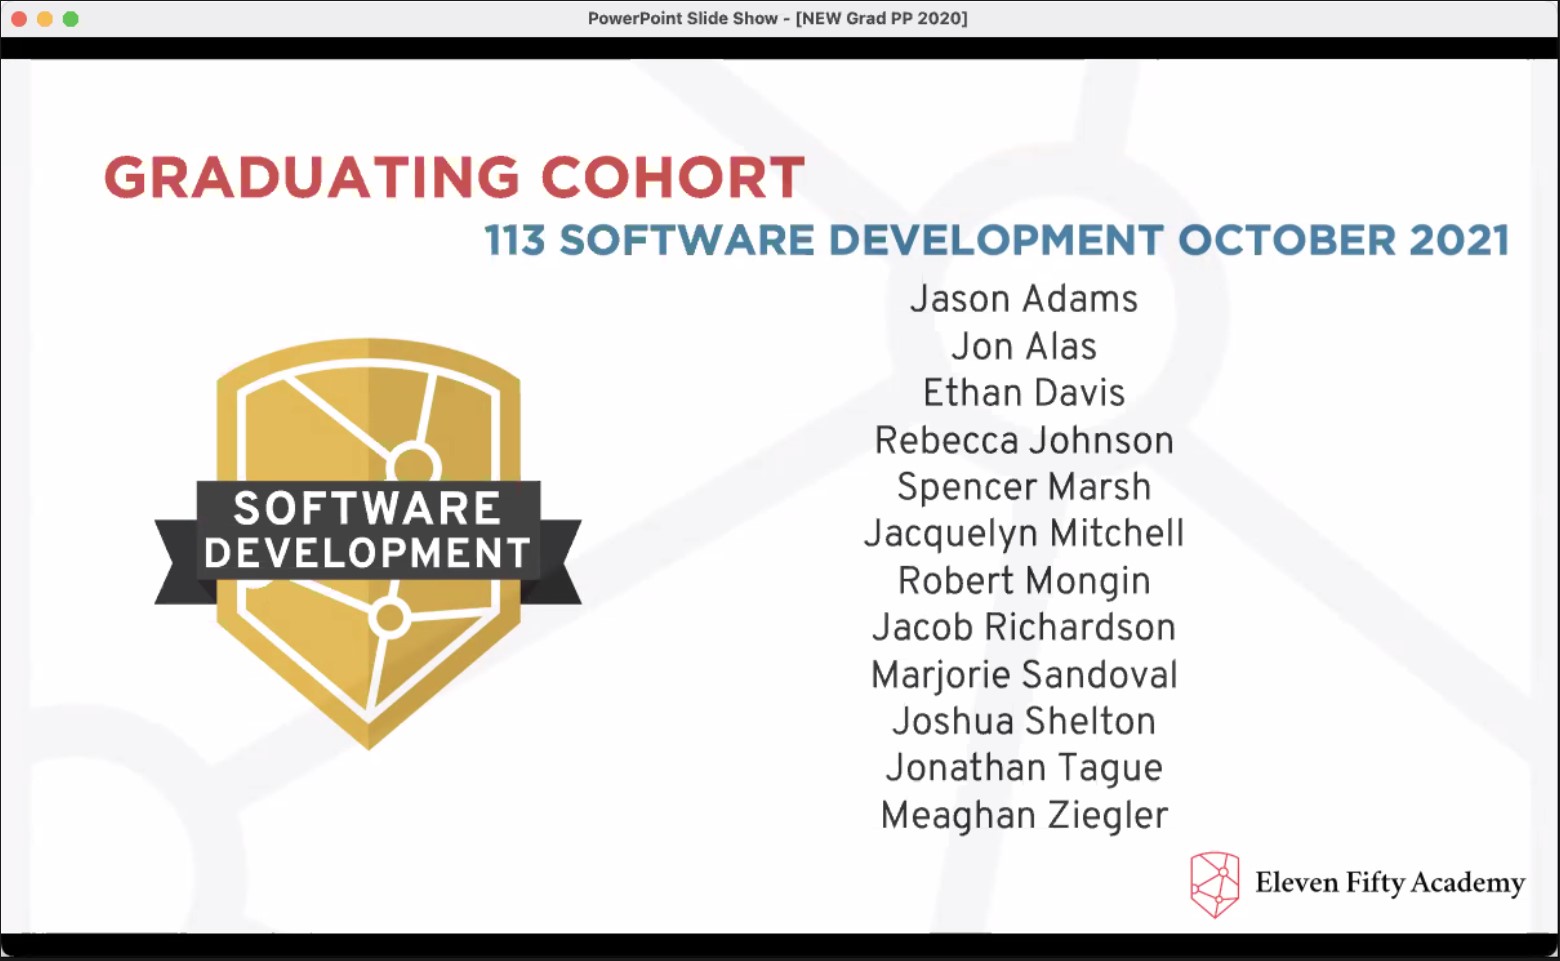 PowerPoint Slide Show - [NEW Grad PP 2020]
GRADUATING COHORT
113 SOFTWARE DEVELOPMENT OCTOBER 2021
Jason Adams
Jon Alas
Ethan Davis
Rebecca Johnson
Spencer Marsh
Jacquelyn Mitchell
Robert Mongin
Jacob Richardson
Marjorie Sandoval
Joshua Shelton
Jonathan Tague
Meaghan Ziegler
SOFTWARE
DEVELOPMENT
Eleven Fifty Academy